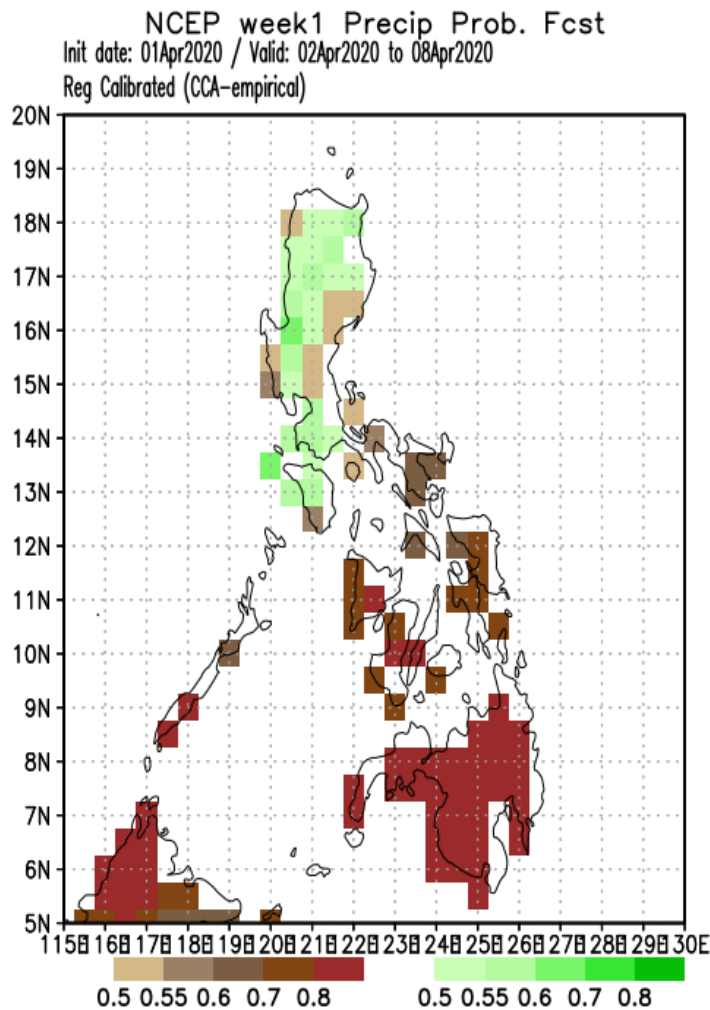 NCEP week1 Precip Prob. Fcst
Init date: 01Apr2020 / Valid: 02Apr2020 to 08Apr2020
Reg Calibrated (CCA-empirical)
20N
19N
18N
17N
16N
15N
14N
13N
12N
11N
10N
9N
8N
7N
6N
5N
115E 116E 117E 118E 119E 120E 121E 122E 123E 124E 125E 126E 127E 128E 129E 130E
0.5 0.55 0.6 0.7 0.8 0.5 0.55 0.6 0.7 0.8